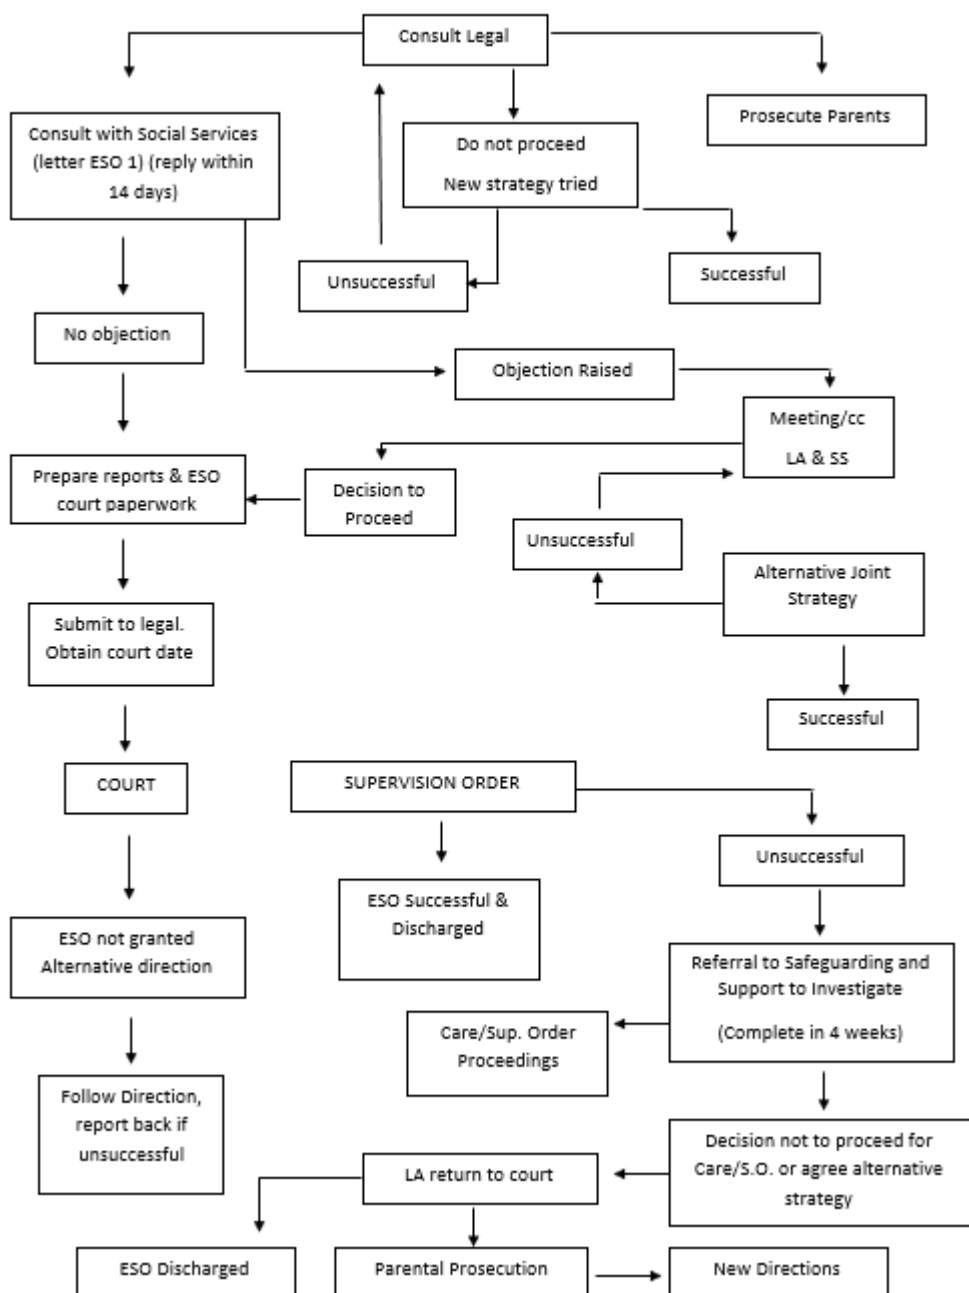 Consult Legal
Prosecute Parents
Consult with Social Services
(letter ESO 1) (reply within
14 days)
Do not proceed
New strategy tried
Unsuccessful
Successful
No objection
Objection Raised
Meeting/cc
LA & SS
Prepare reports & ESO
court paperwork
Decision to
Proceed
Unsuccessful
Alternative Joint
Strategy
Submit to legal.
Obtain court date
Successful
COURT
SUPERVISION ORDER
Unsuccessful
ESO Successful &
Discharged
ESO not granted
Alternative direction
Referral to Safeguarding and
Support to Investigate
(Complete in 4 weeks)
Care/Sup. Order
Proceedings
Follow Direction,
report back if
unsuccessful
Decision not to proceed for
Care/S.O. or agree alternative
strategy
LA return to court
ESO Discharged
Parental Prosecution
New Directions